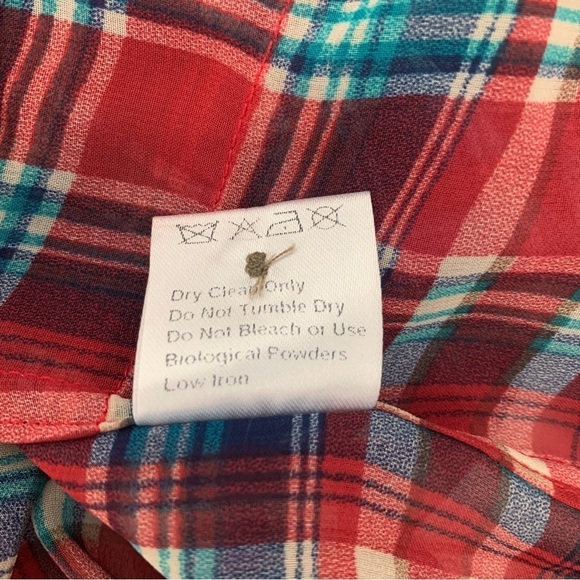 Dry Clean Only
Do Not Tumble Dry
Do Not Bleach or Use
Biological Powders
Low Iron